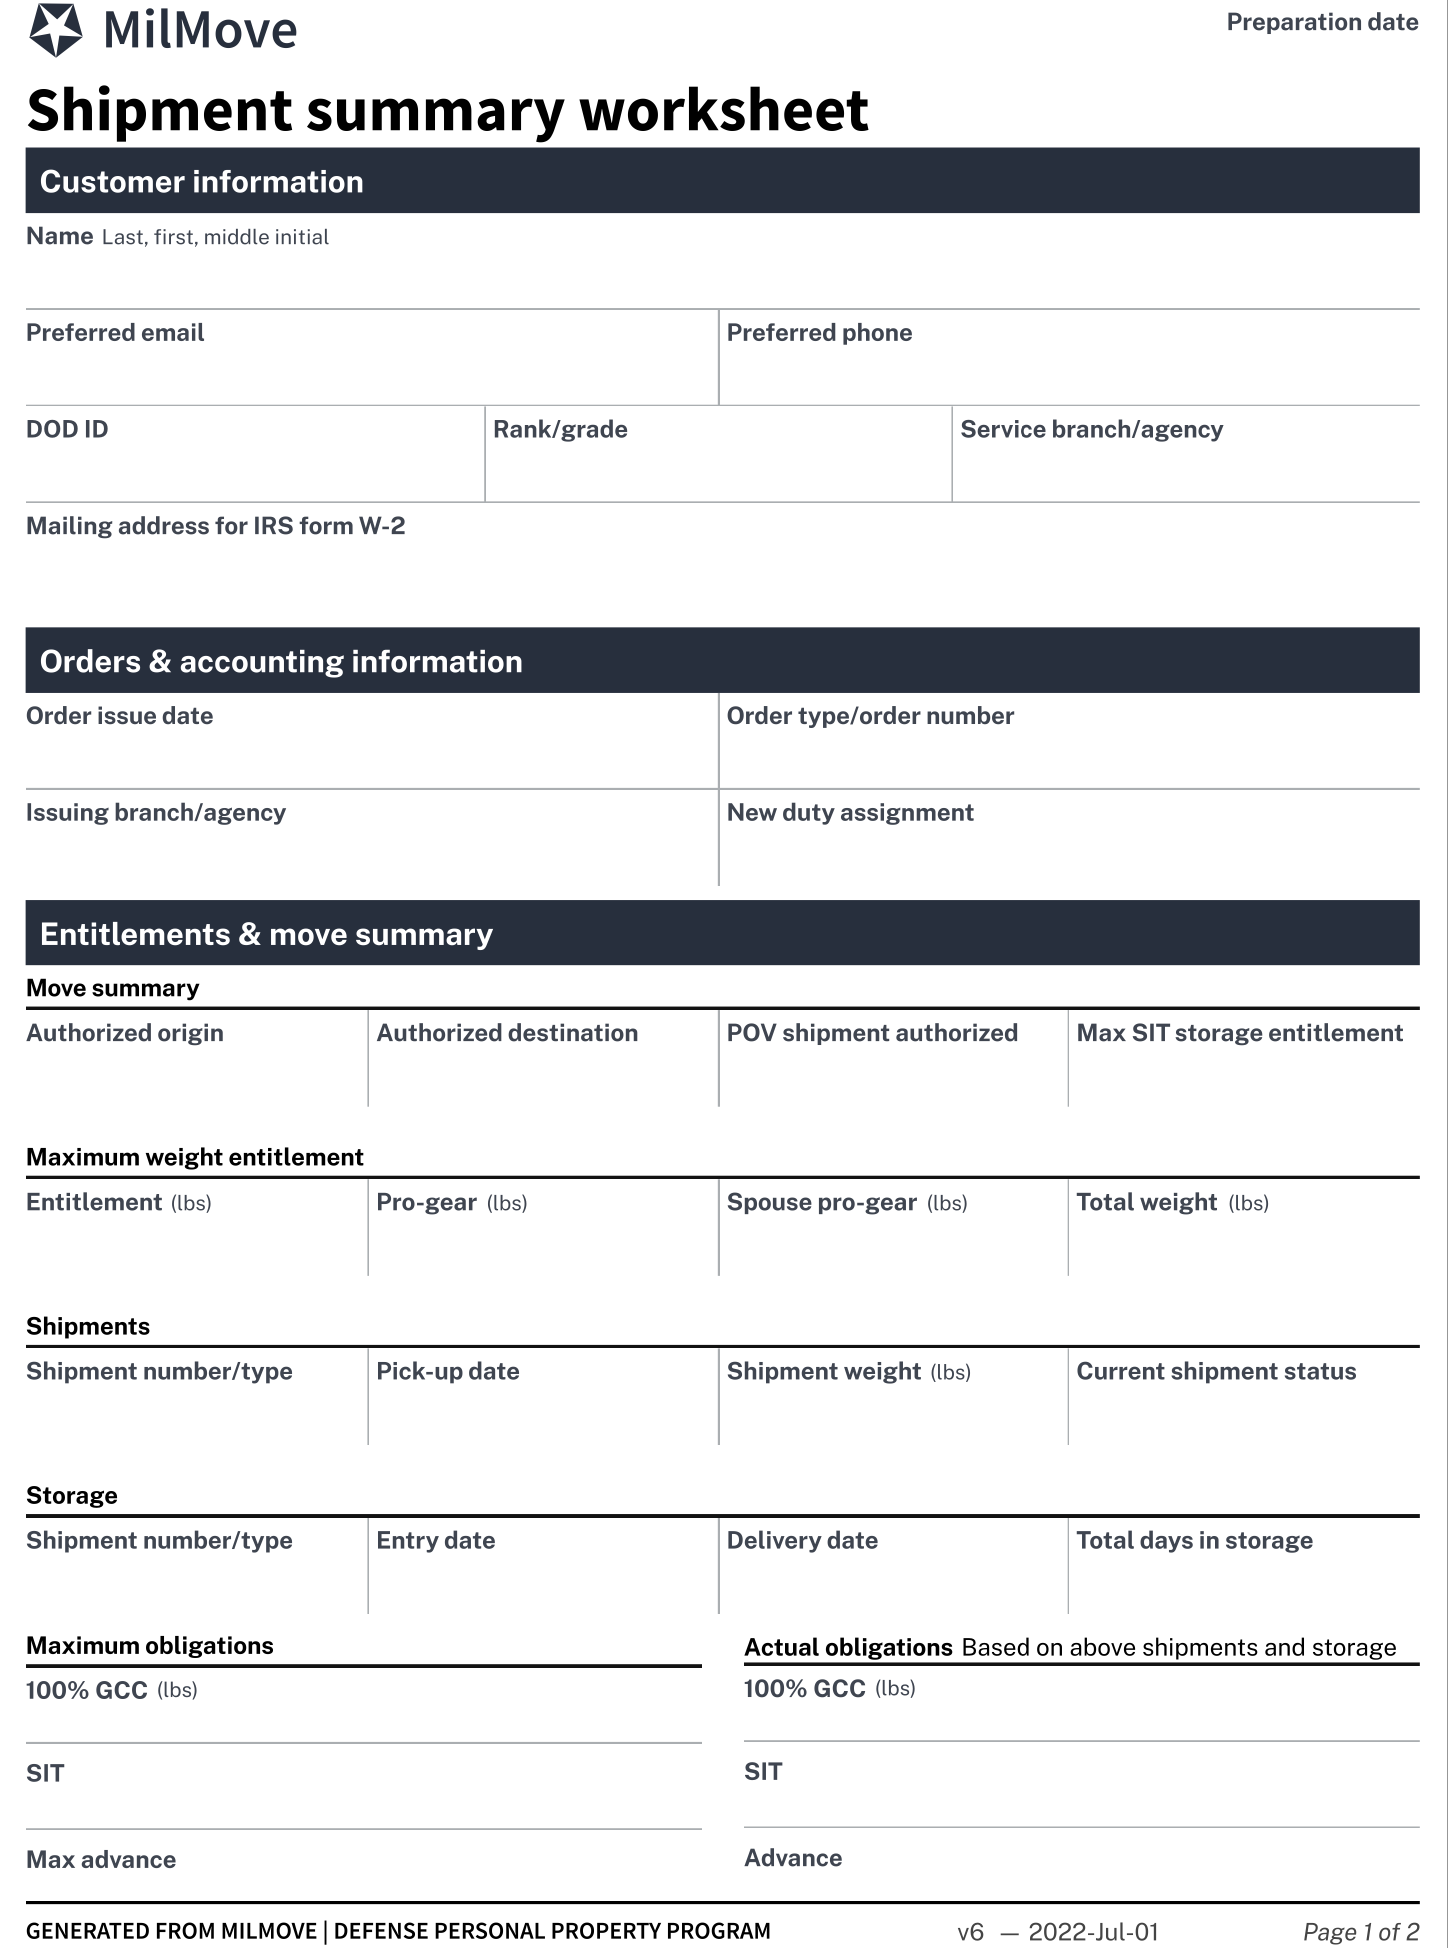 MilMove
Preparation date
Shipment summary worksheet
Customer information
Name Last, first, middle initial
Preferred email Preferred phone
DOD ID Rank/grade Service branch/agency
Mailing address for IRS form W-2
Orders & accounting information
Order issue date Order type/order number
Issuing branch/agency New duty assignment
Entitlements & move summary
Move summary
Authorized origin Authorized destination POV shipment authorized Max SIT storage entitlement
Maximum weight entitlement
Entitlement (lbs) Pro-gear (lbs) Spouse pro-gear (lbs) Total weight (lbs)
Shipments
Shipment number/type Pick-up date Shipment weight (lbs) Current shipment status
Storage
Shipment number/type Entry date Delivery date Total days in storage
Maximum obligations
100% GCC (lbs)
SIT
Max advance
Actual obligations Based on above shipments and storage
100% GCC (lbs)
SIT
Advance
GENERATED FROM MILMOVE | DEFENSE PERSONAL PROPERTY PROGRAM v6 — 2022-Jul-01 Page 1 of 2